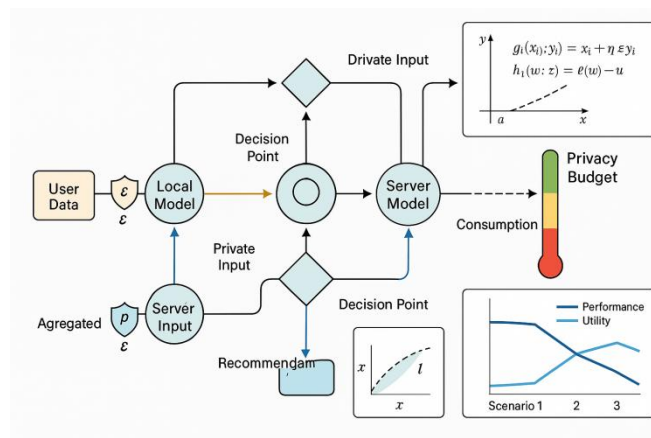 Drivate Input
y
gᵢ(xᵢ);yᵢ) = xᵢ + η εyᵢ
h₁(w: z) = ℓ(w) – u
a
x
Decision
Point
User
Data
ε
ε
Local
Model
Server
Model
Privacy
Budget
Consumption
Private
Input
Agregated
p
ε
Server
Input
Decision Point
Recommendam
x
l
x
Performance
Utility
Scenario 1 2 3